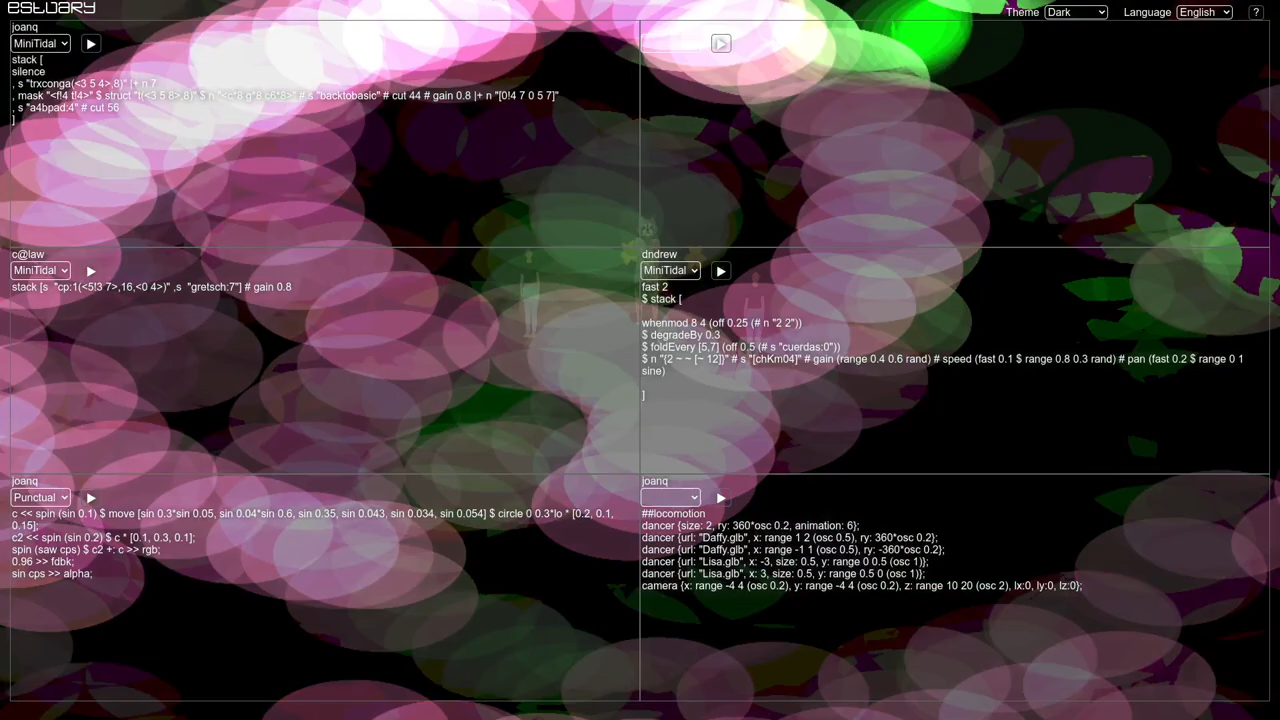 estuary
Theme Dark Language English ?
joanq
MiniTidal
stack [
silence
, s "trxconga(<3 5 4>,8)" |+ n 7
, mask "<f!4 t!4>" $ struct "t(<3 5 8>,8)" $ n "<c*8 g*8 c6*8>" # s "backtobasic" # cut 44 # gain 0.8 |+ n "[0!4 7 0 5 7]"
, s "a4bpad:4" # cut 56
]
c@law
MiniTidal
stack [s "cp:1(<5!3 7>,16,<0 4>)" ,s "gretsch:7"] # gain 0.8
dndrew
MiniTidal
fast 2
$ stack [
whenmod 8 4 (off 0.25 (# n "2 2"))
$ degradeBy 0.3
$ foldEvery [5,7] (off 0.5 (# s "cuerdas:0"))
$ n "{2 ~ ~ [~ 12]}" # s "[chKm04]" # gain (range 0.4 0.6 rand) # speed (fast 0.1 $ range 0.8 0.3 rand) # pan (fast 0.2 $ range 0 1
sine)
]
joanq
Punctual
c << spin (sin 0.1) $ move [sin 0.3*sin 0.05, sin 0.04*sin 0.6, sin 0.35, sin 0.043, sin 0.034, sin 0.054] $ circle 0 0.3*lo * [0.2, 0.1,
0.15];
c2 << spin (sin 0.2) $ c * [0.1, 0.3, 0.1];
spin (saw cps) $ c2 +: c >> rgb;
0.96 >> fdbk;
sin cps >> alpha;
joanq
##locomotion
dancer {size: 2, ry: 360*osc 0.2, animation: 6};
dancer {url: "Daffy.glb", x: range 1 2 (osc 0.5), ry: 360*osc 0.2};
dancer {url: "Daffy.glb", x: range -1 1 (osc 0.5), ry: -360*osc 0.2};
dancer {url: "Lisa.glb", x: -3, size: 0.5, y: range 0 0.5 (osc 1)};
dancer {url: "Lisa.glb", x: 3, size: 0.5, y: range 0.5 0 (osc 1)};
camera {x: range -4 4 (osc 0.2), y: range -4 4 (osc 0.2), z: range 10 20 (osc 2), lx:0, ly:0, lz:0};